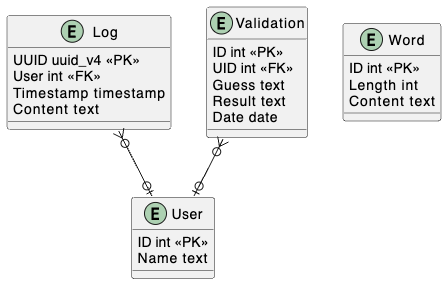 E Log
UUID uuid_v4 «PK»
User int «FK»
Timestamp timestamp
Content text
E Validation
ID int «PK»
UID int «FK»
Guess text
Result text
Date date
E Word
ID int «PK»
Length int
Content text
E User
ID int «PK»
Name text